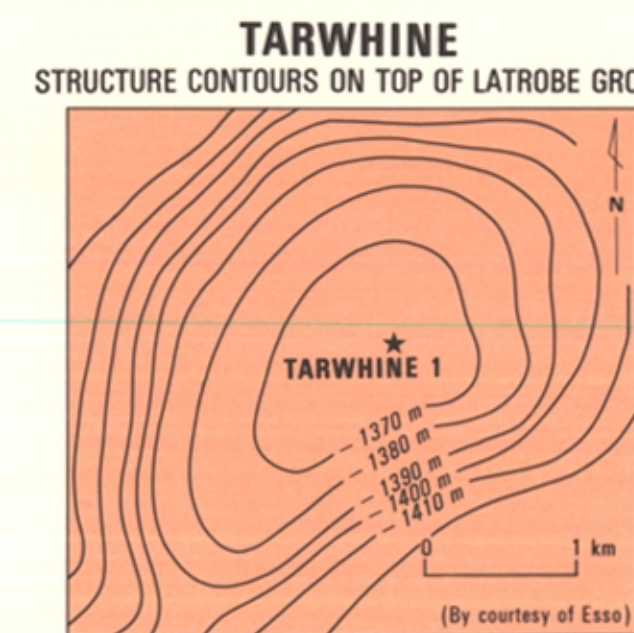 TARWHINE
STRUCTURE CONTOURS ON TOP OF LATROBE GRO
N
TARWHINE 1
- 1370 m
- 1380 m
- 1390 m
- 1400 m
- 1410 m
0 1 km
(By courtesy of Esso)